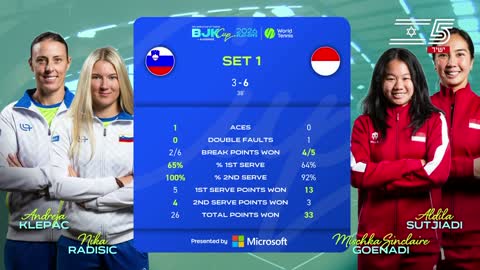 BJK Cup
2026
World Tennis
5
ישיר
SET 1
3 - 6
38'
1 ACES 0
0 DOUBLE FAULTS 1
2/6 BREAK POINTS WON 4/5
65% % 1ST SERVE 64%
100% % 2ND SERVE 92%
5 1ST SERVE POINTS WON 13
4 2ND SERVE POINTS WON 3
26 TOTAL POINTS WON 33
Andreja
KLEPAC
Nika
RADISIC
Mischka Sinclaire
GOENADI
Aldila
SUTJIADI
Presented by Microsoft